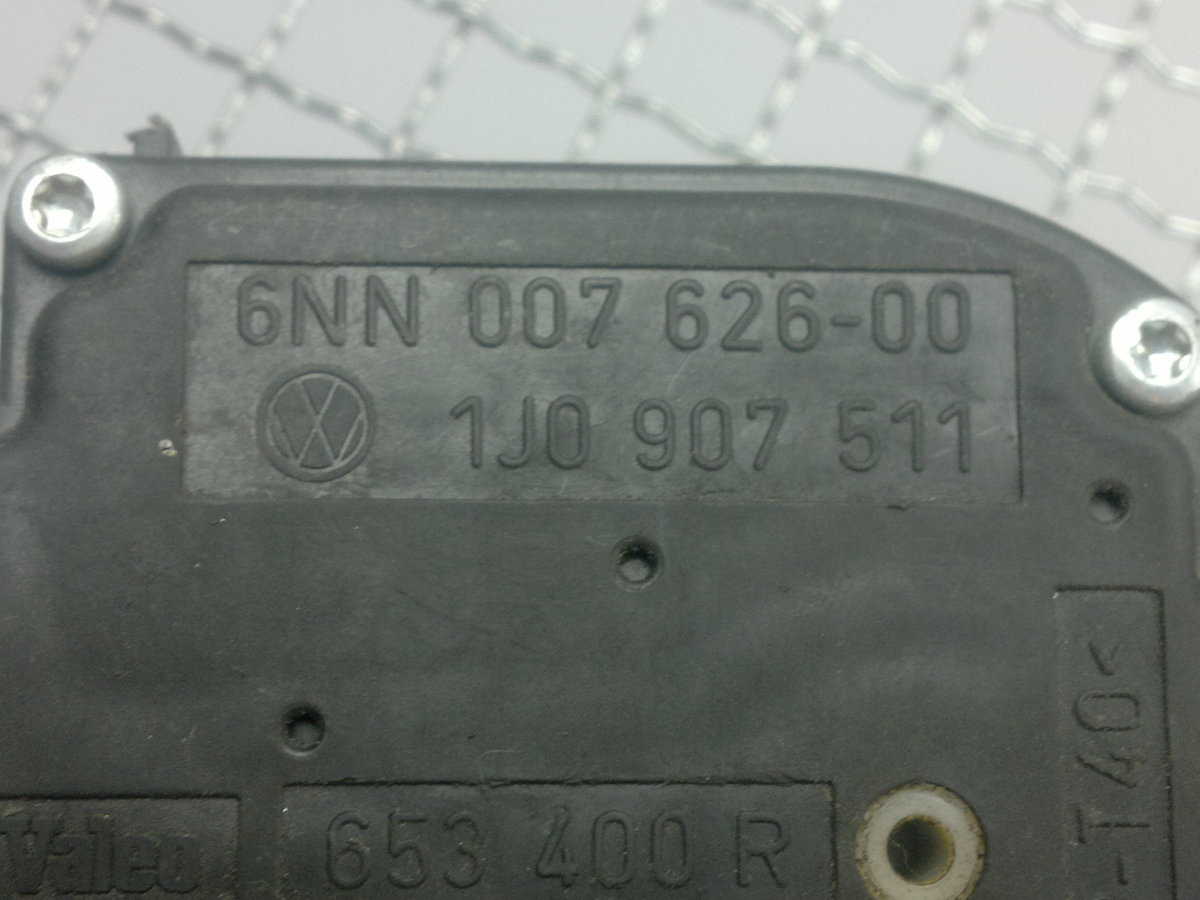 6NN 007 626-00
1J0 907 511
Valeo
653 400 R
-T40<